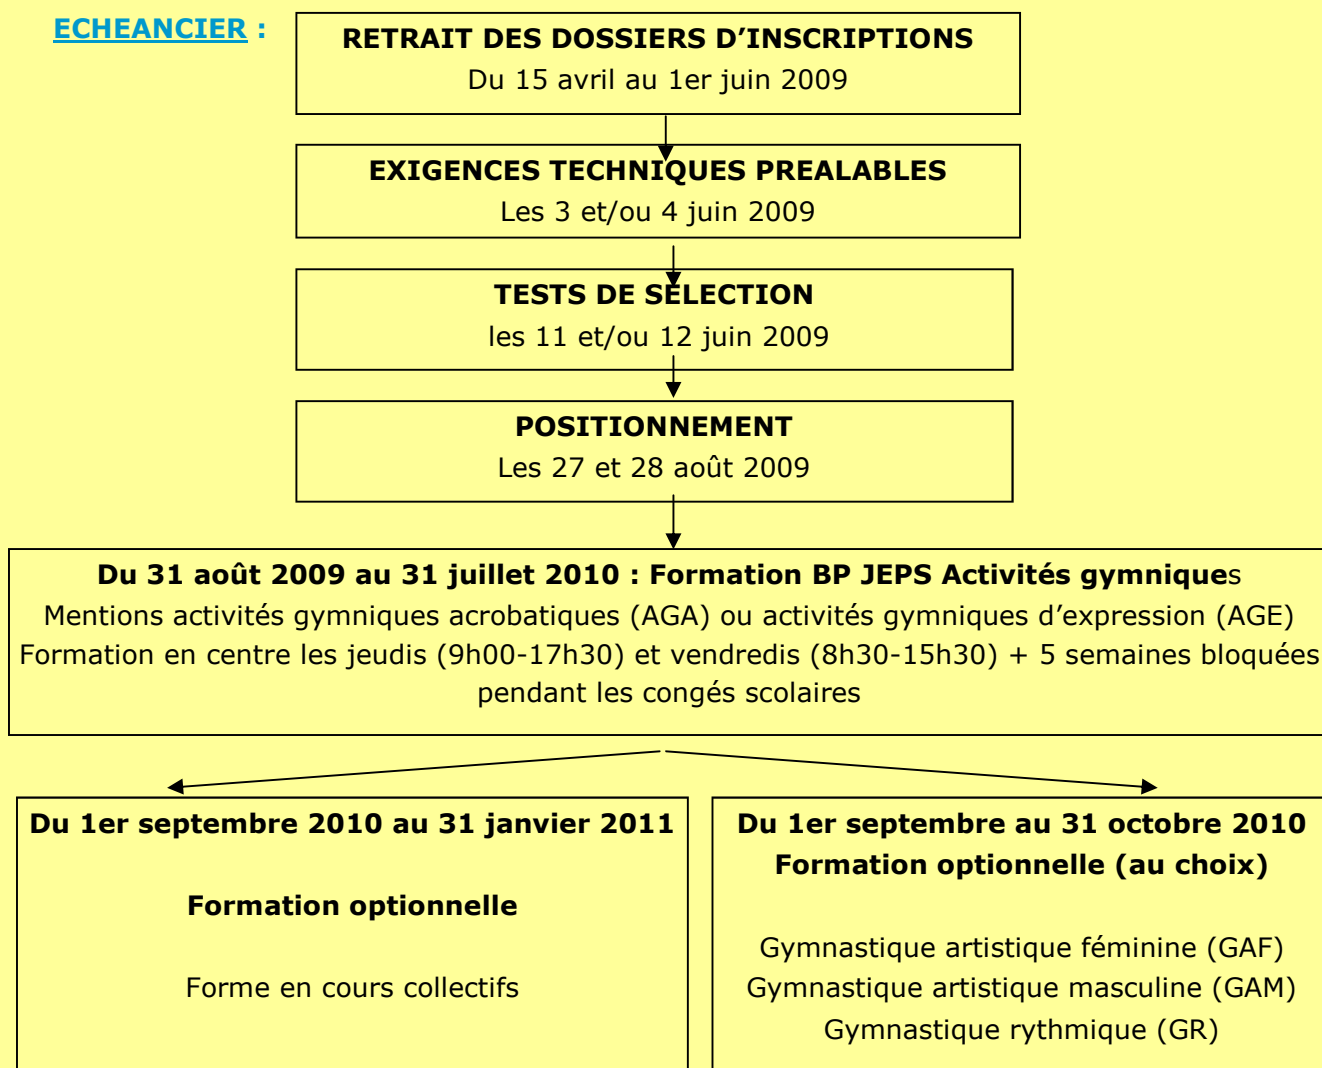 ECHEANCIER :
RETRAIT DES DOSSIERS D’INSCRIPTIONS
Du 15 avril au 1er juin 2009
EXIGENCES TECHNIQUES PREALABLES
Les 3 et/ou 4 juin 2009
TESTS DE SELECTION
les 11 et/ou 12 juin 2009
POSITIONNEMENT
Les 27 et 28 août 2009
Du 31 août 2009 au 31 juillet 2010 : Formation BP JEPS Activités gymniques
Mentions activités gymniques acrobatiques (AGA) ou activités gymniques d’expression (AGE)
Formation en centre les jeudis (9h00-17h30) et vendredis (8h30-15h30) + 5 semaines bloquées
pendant les congés scolaires
Du 1er septembre 2010 au 31 janvier 2011
Formation optionnelle
Forme en cours collectifs
Du 1er septembre au 31 octobre 2010
Formation optionnelle (au choix)
Gymnastique artistique féminine (GAF)
Gymnastique artistique masculine (GAM)
Gymnastique rythmique (GR)